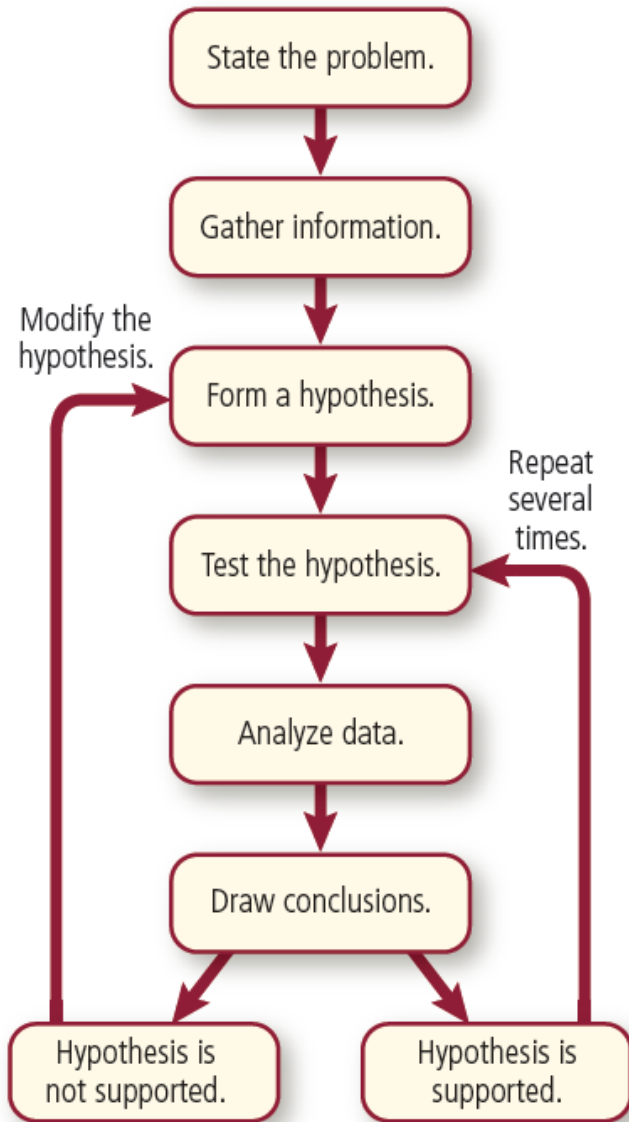 State the problem.
Gather information.
Modify the
hypothesis.
Form a hypothesis.
Repeat
several
times.
Test the hypothesis.
Analyze data.
Draw conclusions.
Hypothesis is
not supported.
Hypothesis is
supported.